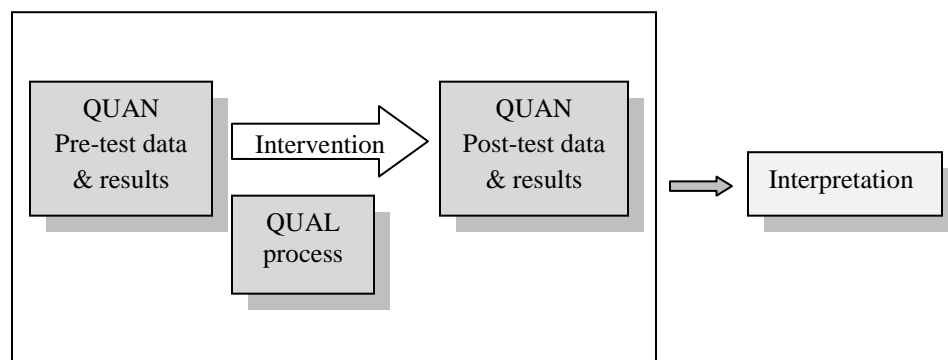 QUAN
Pre-test data
& results
Intervention
QUAL
process
QUAN
Post-test data
& results
Interpretation